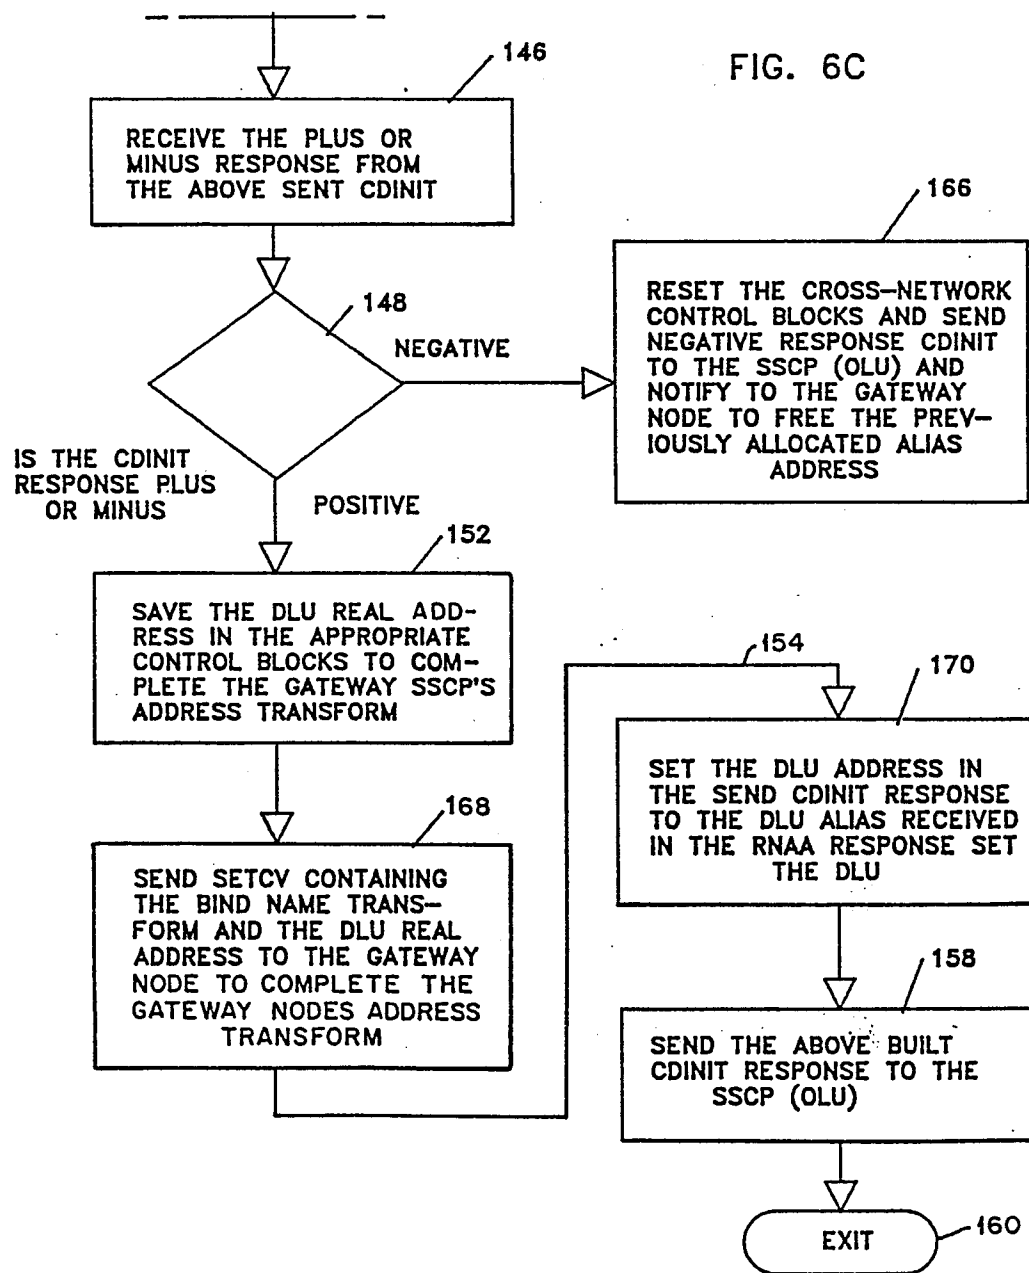 FIG. 6C
146
RECEIVE THE PLUS OR
MINUS RESPONSE FROM
THE ABOVE SENT CDINIT
148
NEGATIVE
IS THE CDINIT
RESPONSE PLUS
OR MINUS
POSITIVE
166
RESET THE CROSS–NETWORK
CONTROL BLOCKS AND SEND
NEGATIVE RESPONSE CDINIT
TO THE SSCP (OLU) AND
NOTIFY TO THE GATEWAY
NODE TO FREE THE PREV–
IOUSLY ALLOCATED ALIAS
ADDRESS
152
SAVE THE DLU REAL AD–
DRESS IN THE APPROPRIATE
CONTROL BLOCKS TO COM–
PLETE THE GATEWAY SSCP'S
ADDRESS TRANSFORM
168
SEND SETCV CONTAINING
THE BIND NAME TRANS–
FORM AND THE DLU REAL
ADDRESS TO THE GATEWAY
NODE TO COMPLETE THE
GATEWAY NODES ADDRESS
TRANSFORM
154
170
SET THE DLU ADDRESS IN
THE SEND CDINIT RESPONSE
TO THE DLU ALIAS RECEIVED
IN THE RNAA RESPONSE SET
THE DLU
158
SEND THE ABOVE BUILT
CDINIT RESPONSE TO THE
SSCP (OLU)
EXIT
160